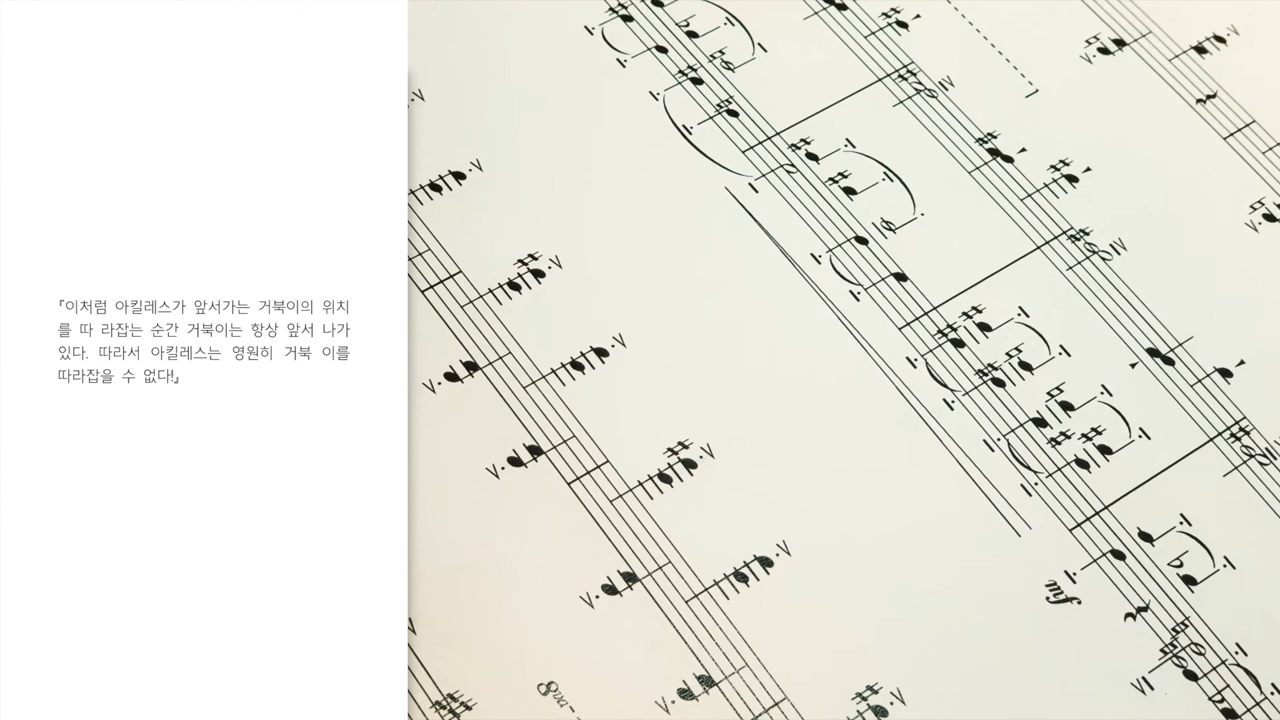 『이처럼 아킬레스가 앞서가는 거북이의 위치
를 따 라잡는 순간 거북이는 항상 앞서 나가
있다. 따라서 아킬레스는 영원히 거북 이를
따라잡을 수 없다!』
8va
mf